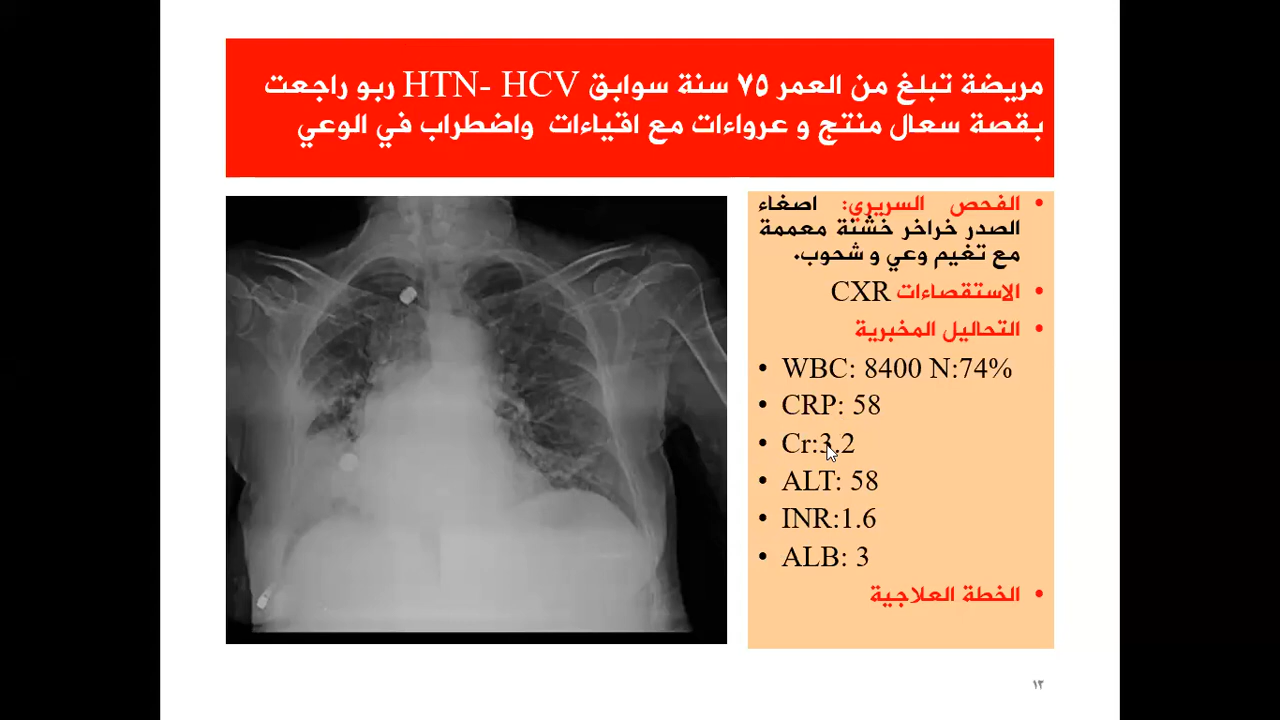 مريضة تبلغ من العمر ٧٥ سنة سوابق HTN- HCV ربو راجعت
بقصة سعال منتج و عرواءات مع اقياءات واضطراب في الوعي
• الفحص السريري: اصغاء
الصدر خراخر خشنة معممة
مع تغيم وعي و شحوب.
• الاستقصاءات CXR
• التحاليل المخبرية
• WBC: 8400 N:74%
• CRP: 58
• Cr:3.2
• ALT: 58
• INR:1.6
• ALB: 3
• الخطة العلاجية
١٣